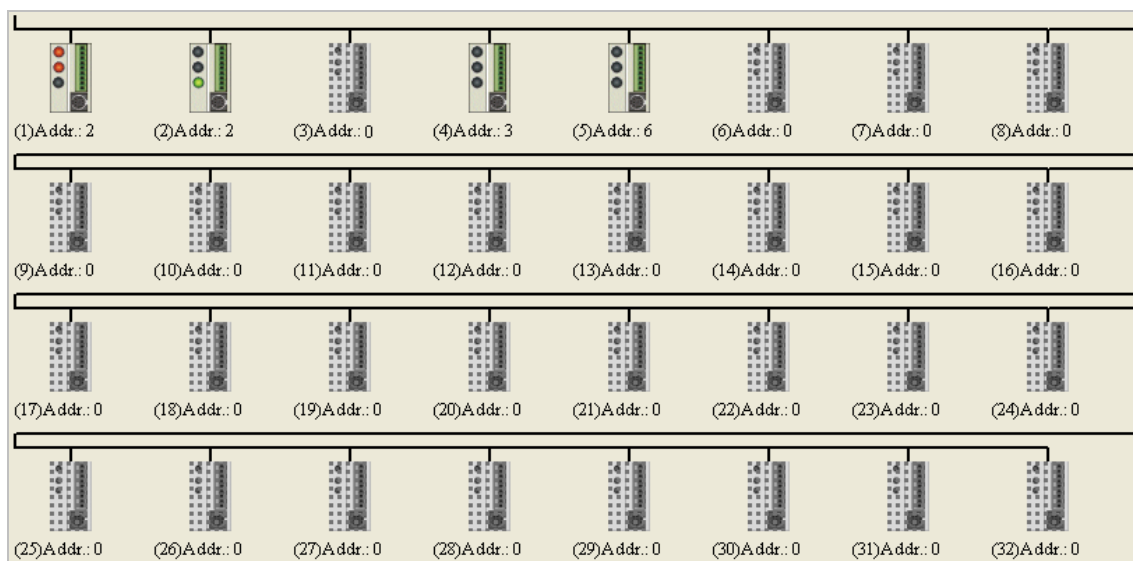 (1)Addr.: 2 (2)Addr.: 2 (3)Addr.: 0 (4)Addr.: 3 (5)Addr.: 6 (6)Addr.: 0 (7)Addr.: 0 (8)Addr.: 0
(9)Addr.: 0 (10)Addr.: 0 (11)Addr.: 0 (12)Addr.: 0 (13)Addr.: 0 (14)Addr.: 0 (15)Addr.: 0 (16)Addr.: 0
(17)Addr.: 0 (18)Addr.: 0 (19)Addr.: 0 (20)Addr.: 0 (21)Addr.: 0 (22)Addr.: 0 (23)Addr.: 0 (24)Addr.: 0
(25)Addr.: 0 (26)Addr.: 0 (27)Addr.: 0 (28)Addr.: 0 (29)Addr.: 0 (30)Addr.: 0 (31)Addr.: 0 (32)Addr.: 0